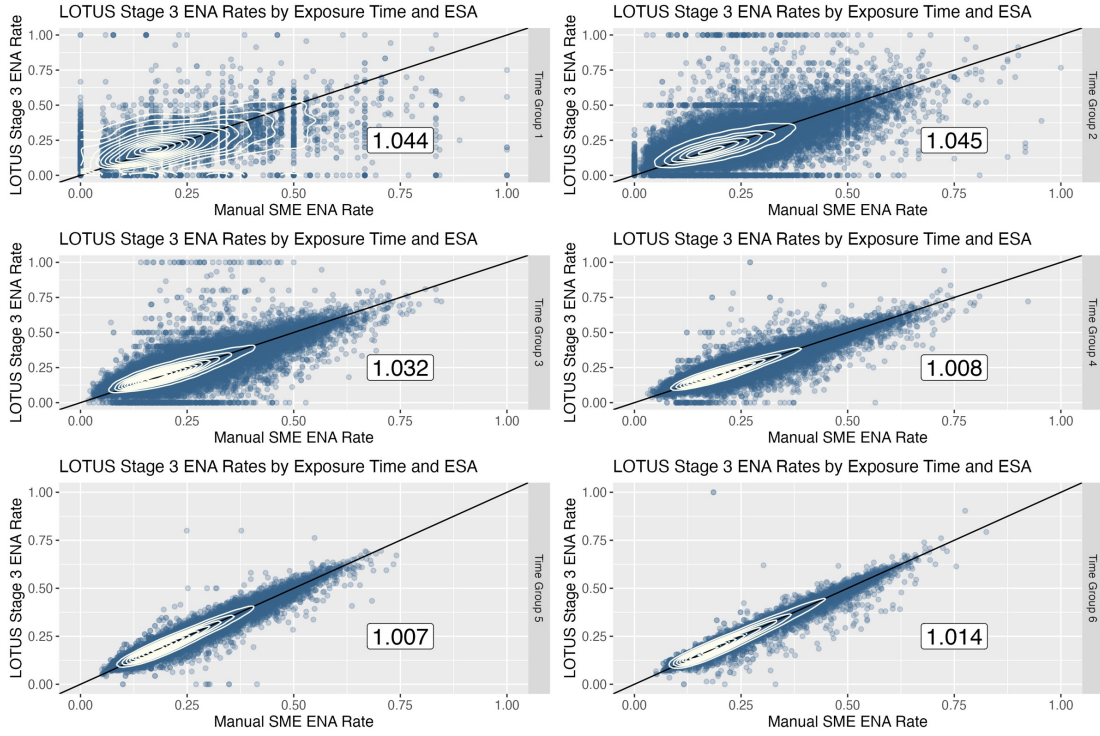 LOTUS Stage 3 ENA Rates by Exposure Time and ESA
LOTUS Stage 3 ENA Rate
1.00
0.75
0.50
0.25
0.00
1.044
Time Group 1
0.00 0.25 0.50 0.75 1.00
Manual SME ENA Rate
LOTUS Stage 3 ENA Rates by Exposure Time and ESA
LOTUS Stage 3 ENA Rate
1.00
0.75
0.50
0.25
0.00
1.045
Time Group 2
0.00 0.25 0.50 0.75 1.00
Manual SME ENA Rate
LOTUS Stage 3 ENA Rates by Exposure Time and ESA
LOTUS Stage 3 ENA Rate
1.00
0.75
0.50
0.25
0.00
1.032
Time Group 3
0.00 0.25 0.50 0.75 1.00
Manual SME ENA Rate
LOTUS Stage 3 ENA Rates by Exposure Time and ESA
LOTUS Stage 3 ENA Rate
1.00
0.75
0.50
0.25
0.00
1.008
Time Group 4
0.00 0.25 0.50 0.75 1.00
Manual SME ENA Rate
LOTUS Stage 3 ENA Rates by Exposure Time and ESA
LOTUS Stage 3 ENA Rate
1.00
0.75
0.50
0.25
0.00
1.007
Time Group 5
0.00 0.25 0.50 0.75 1.00
Manual SME ENA Rate
LOTUS Stage 3 ENA Rates by Exposure Time and ESA
LOTUS Stage 3 ENA Rate
1.00
0.75
0.50
0.25
0.00
1.014
Time Group 6
0.00 0.25 0.50 0.75 1.00
Manual SME ENA Rate